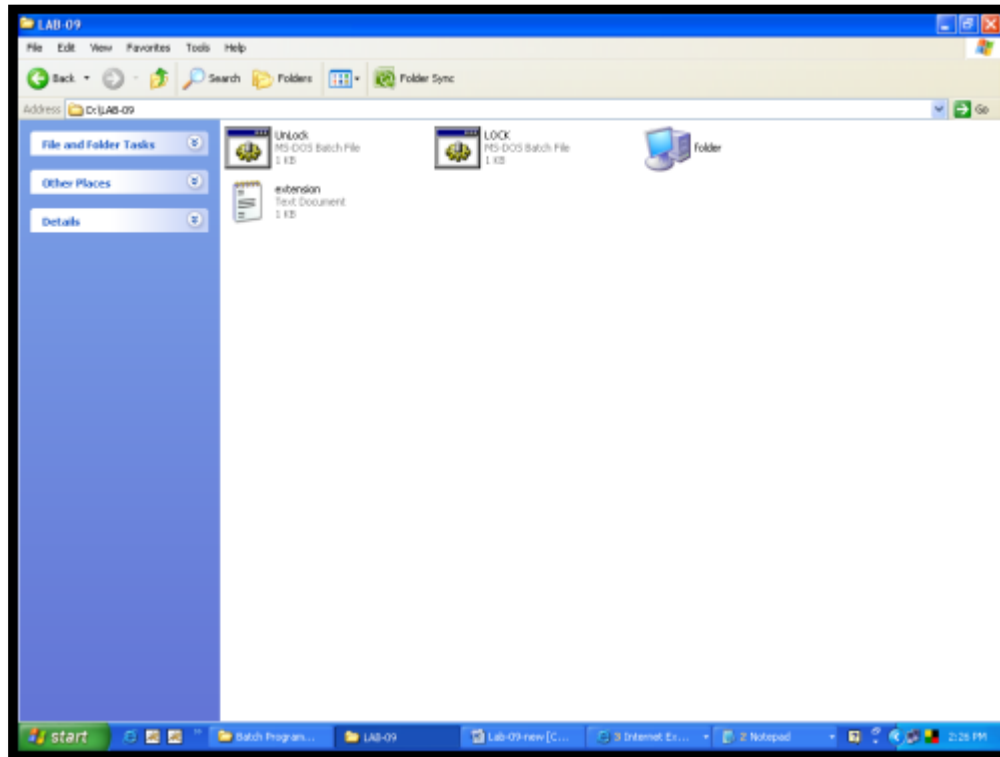 LAB-09
File Edit View Favorites Tools Help
Back Search Folders Folder Sync
Address D:\LAB-09 Go
File and Folder Tasks
Other Places
Details
UnLock
MS-DOS Batch File
1 KB
LOCK
MS-DOS Batch File
1 KB
folder
extension
Text Document
1 KB
start Batch Program... LAB-09 Lab-09-new [C... 3 Internet Ex... 2 Notepad 2:26 PM